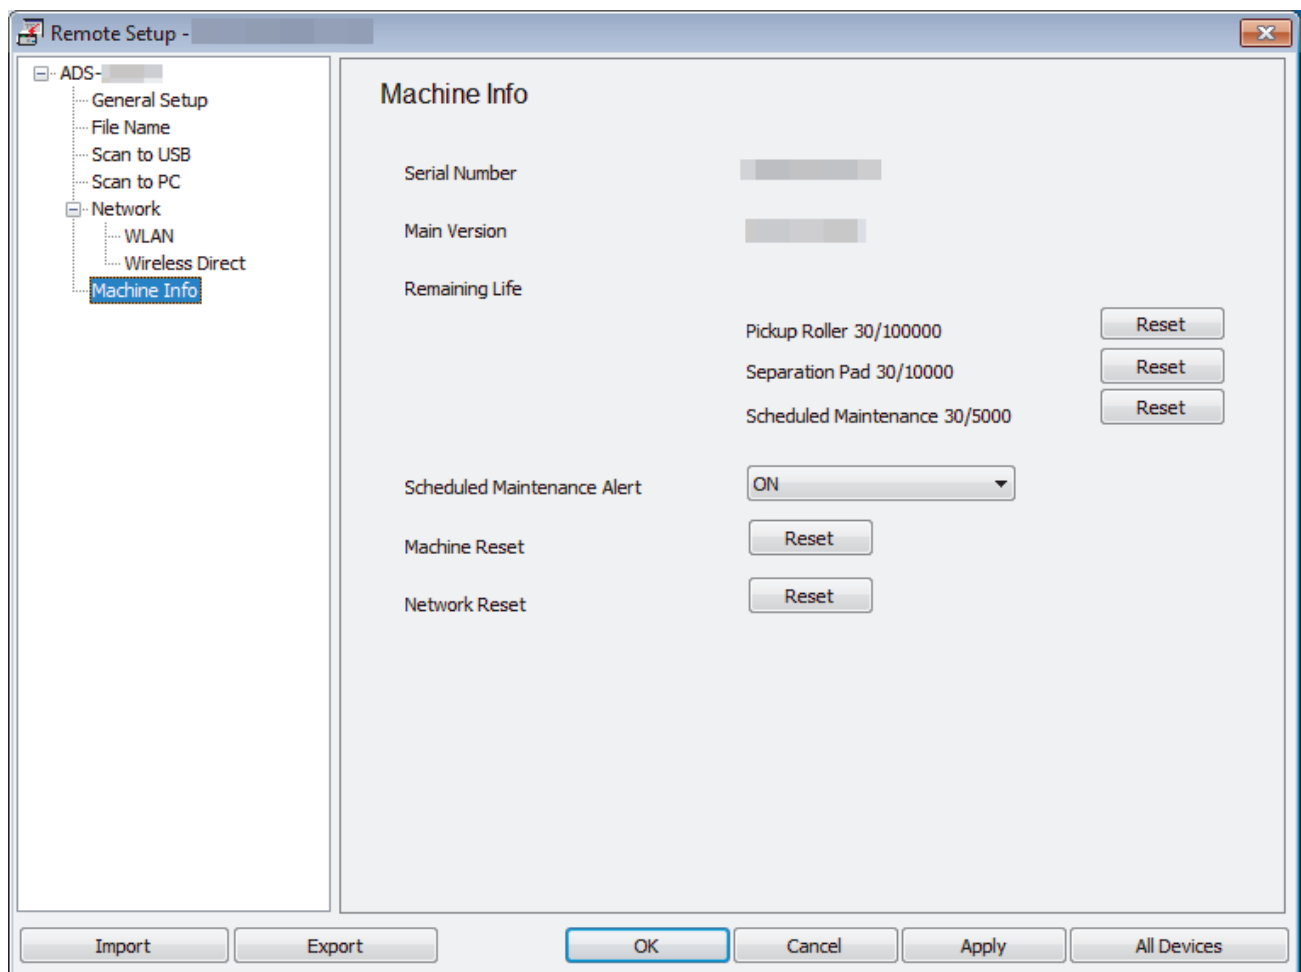 Remote Setup -
ADS-
General Setup
File Name
Scan to USB
Scan to PC
Network
WLAN
Wireless Direct
Machine Info
Machine Info
Serial Number
Main Version
Remaining Life
Pickup Roller 30/100000 Reset
Separation Pad 30/10000 Reset
Scheduled Maintenance 30/5000 Reset
Scheduled Maintenance Alert ON
Machine Reset Reset
Network Reset Reset
Import Export OK Cancel Apply All Devices